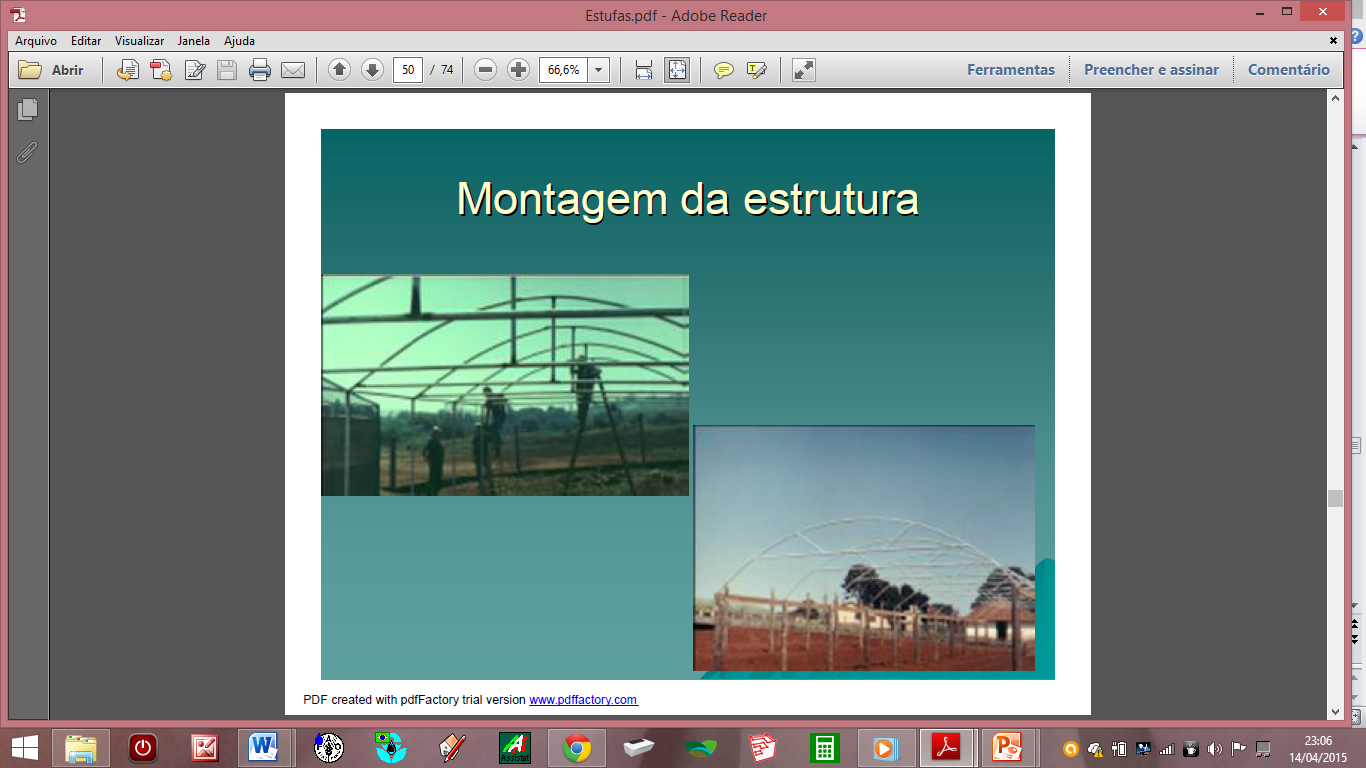 Estufas.pdf - Adobe Reader
Arquivo Editar Visualizar Janela Ajuda
Abrir 50 / 74 66,6% Ferramentas Preencher e assinar Comentário
Montagem da estrutura
PDF created with pdfFactory trial version www.pdffactory.com
23:06
14/04/2015